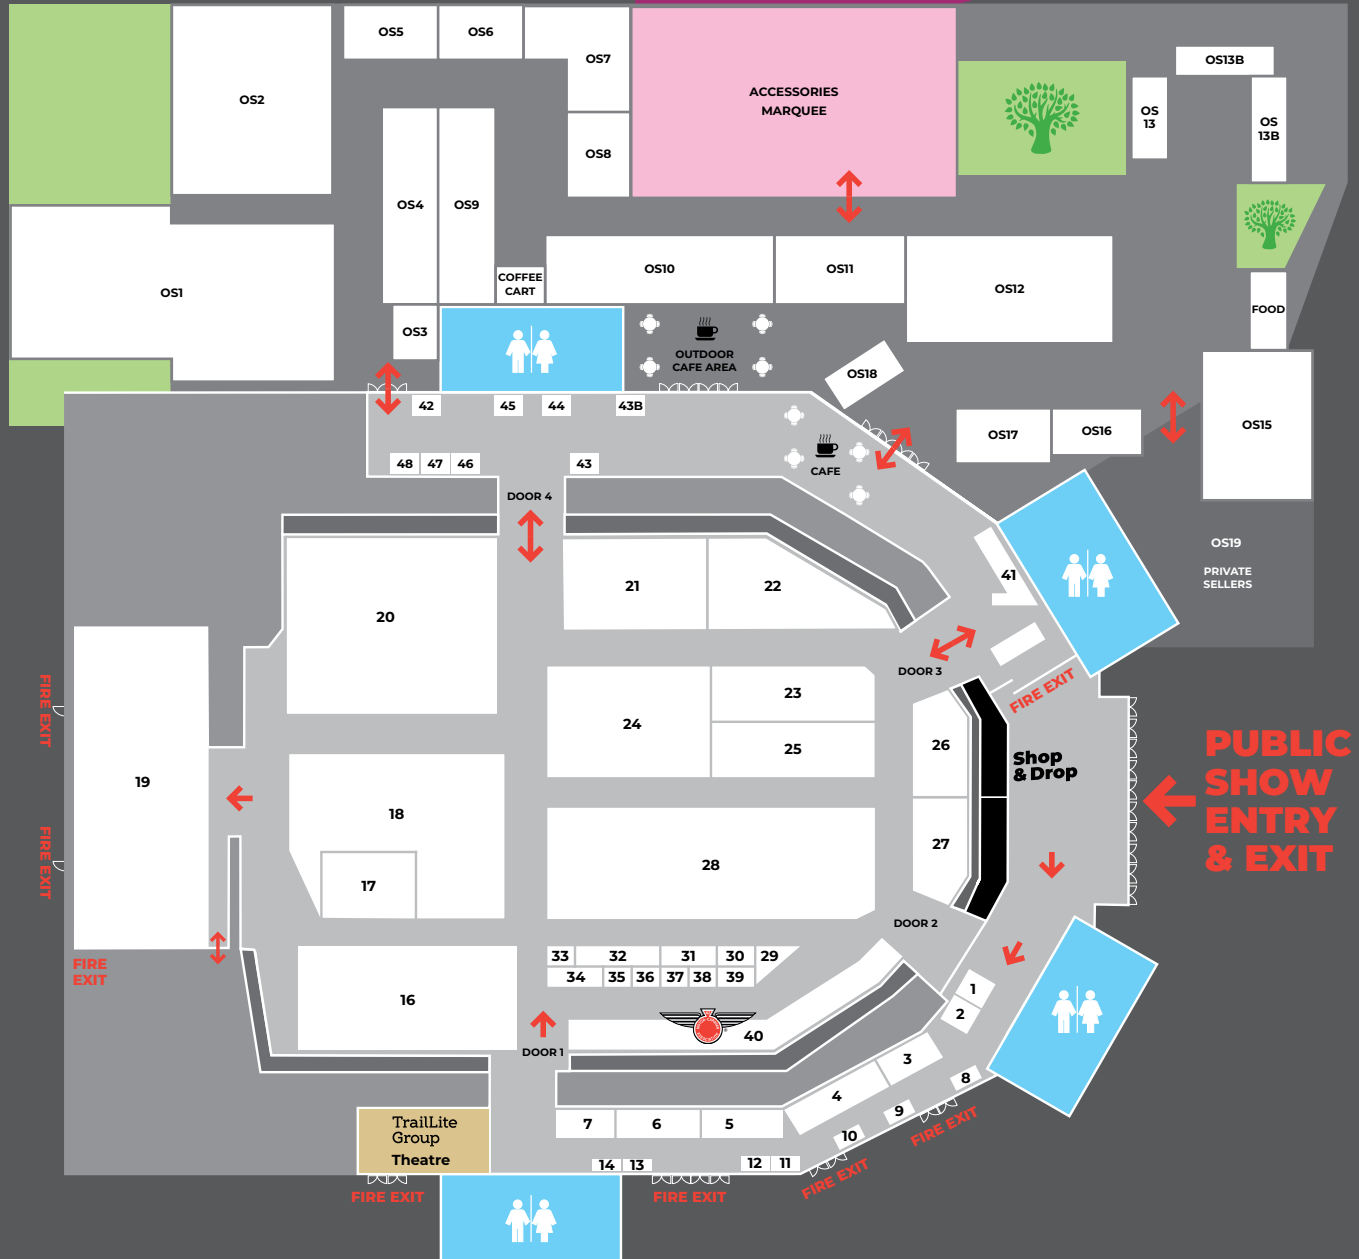 OS5
OS6
OS7
OS2
ACCESSORIES
MARQUEE
OS13B
OS
13
OS
13B
OS8
OS4
OS9
OS1
COFFEE
CART
OS10
OS11
OS12
FOOD
OS3
OUTDOOR
CAFE AREA
OS18
OS17
OS16
OS15
42
45
44
43B
48
47
46
43
CAFE
DOOR 4
OS19
PRIVATE
SELLERS
41
20
21
22
DOOR 3
FIRE EXIT
FIRE EXIT
24
23
25
26
Shop
& Drop
PUBLIC
SHOW
ENTRY
& EXIT
19
18
17
28
27
FIRE EXIT
DOOR 2
FIRE
EXIT
33
32
31
30
29
34
35
36
37
38
39
16
40
DOOR 1
1
2
3
4
8
9
10
FIRE EXIT
7
6
5
TrailLite
Group
Theatre
14
13
12
11
FIRE EXIT
FIRE EXIT
FIRE EXIT